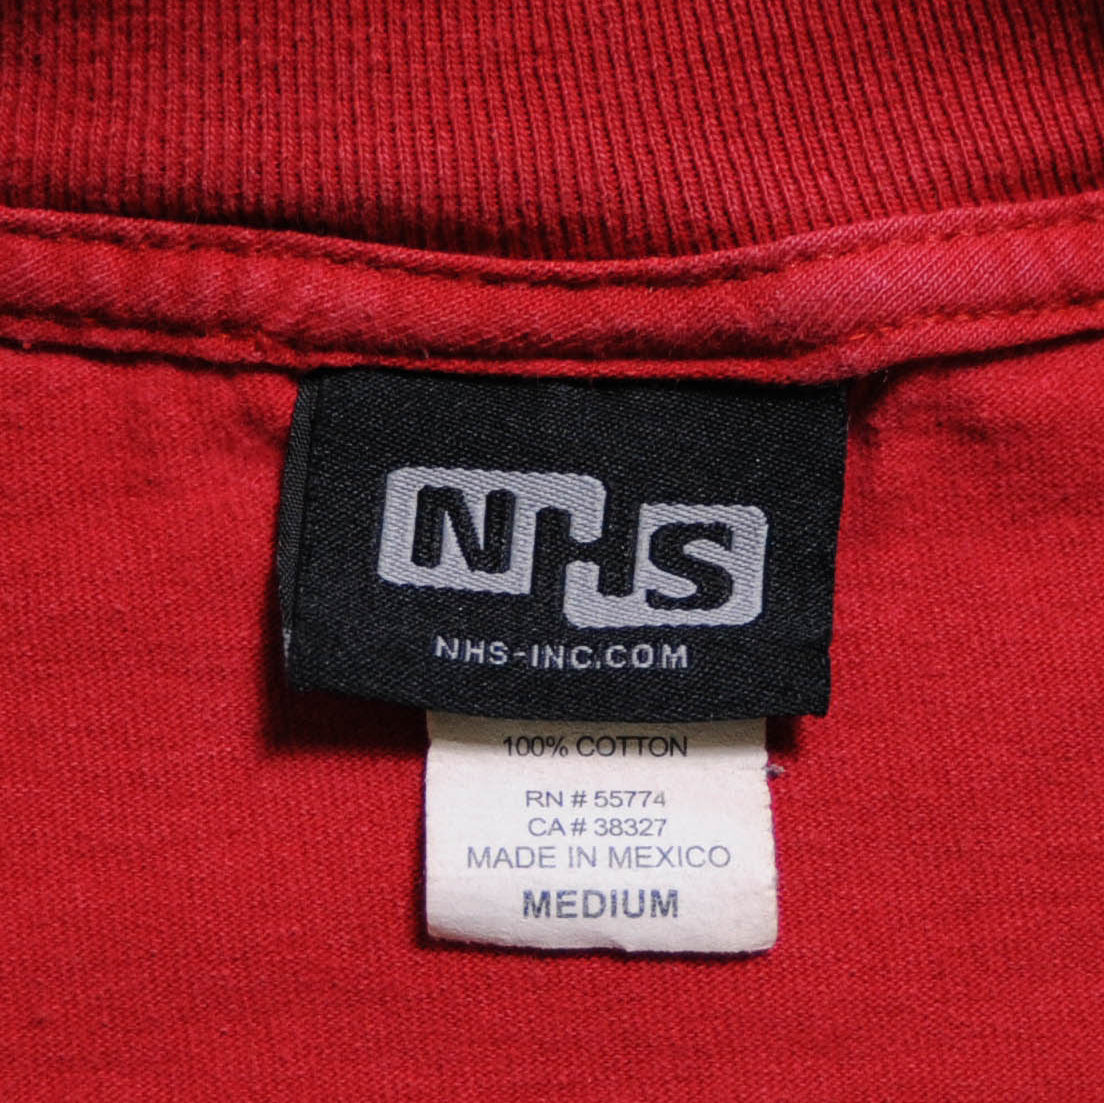 NHS
NHS-INC.COM
100% COTTON
RN # 55774
CA # 38327
MADE IN MEXICO
MEDIUM